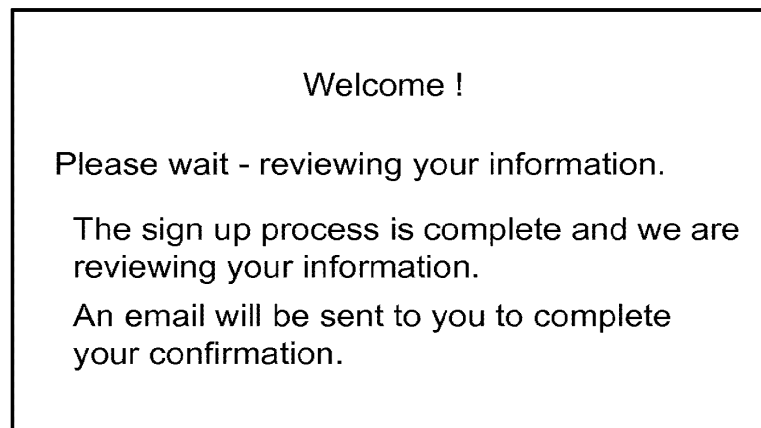 Welcome !
Please wait - reviewing your information.
The sign up process is complete and we are
reviewing your information.
An email will be sent to you to complete
your confirmation.